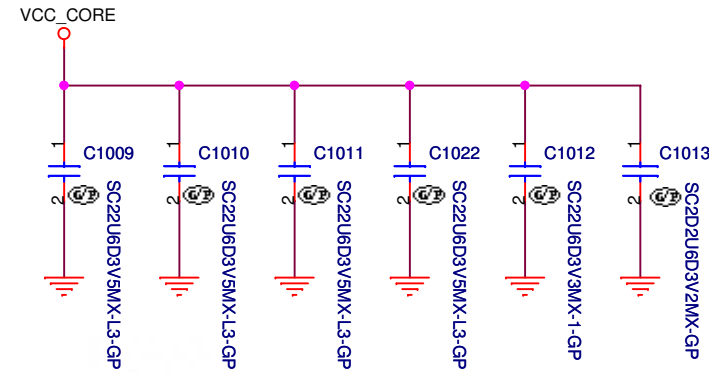 VCC_CORE
1
C1009
2
G/P
SC22U6D3V5MX-L3-GP
1
C1010
2
G/P
SC22U6D3V5MX-L3-GP
1
C1011
2
G/P
SC22U6D3V5MX-L3-GP
1
C1022
2
G/P
SC22U6D3V5MX-L3-GP
1
C1012
2
G/P
SC22U6D3V3MX-1-GP
1
C1013
2
G/P
SC2D2U6D3V2MX-GP